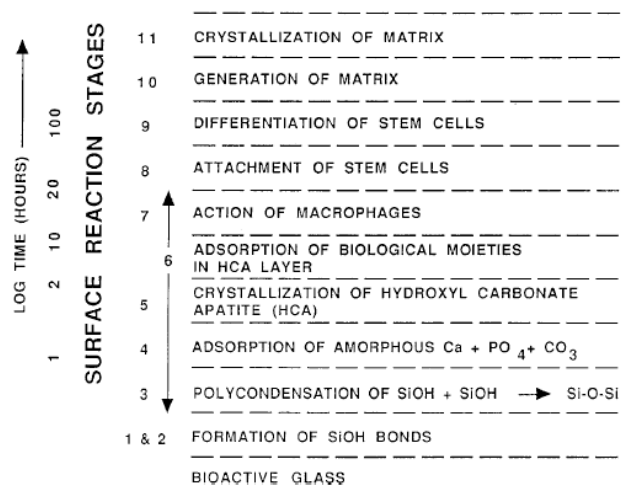 11 CRYSTALLIZATION OF MATRIX
10 GENERATION OF MATRIX
9 DIFFERENTIATION OF STEM CELLS
8 ATTACHMENT OF STEM CELLS
7 ACTION OF MACROPHAGES
6 ADSORPTION OF BIOLOGICAL MOIETIES
IN HCA LAYER
5 CRYSTALLIZATION OF HYDROXYL CARBONATE
APATITE (HCA)
4 ADSORPTION OF AMORPHOUS Ca + PO4 + CO3
3 POLYCONDENSATION OF SiOH + SiOH → Si-O-Si
1 & 2 FORMATION OF SiOH BONDS
BIOACTIVE GLASS
LOG TIME (HOURS)
1 2 10 20 100
SURFACE REACTION STAGES